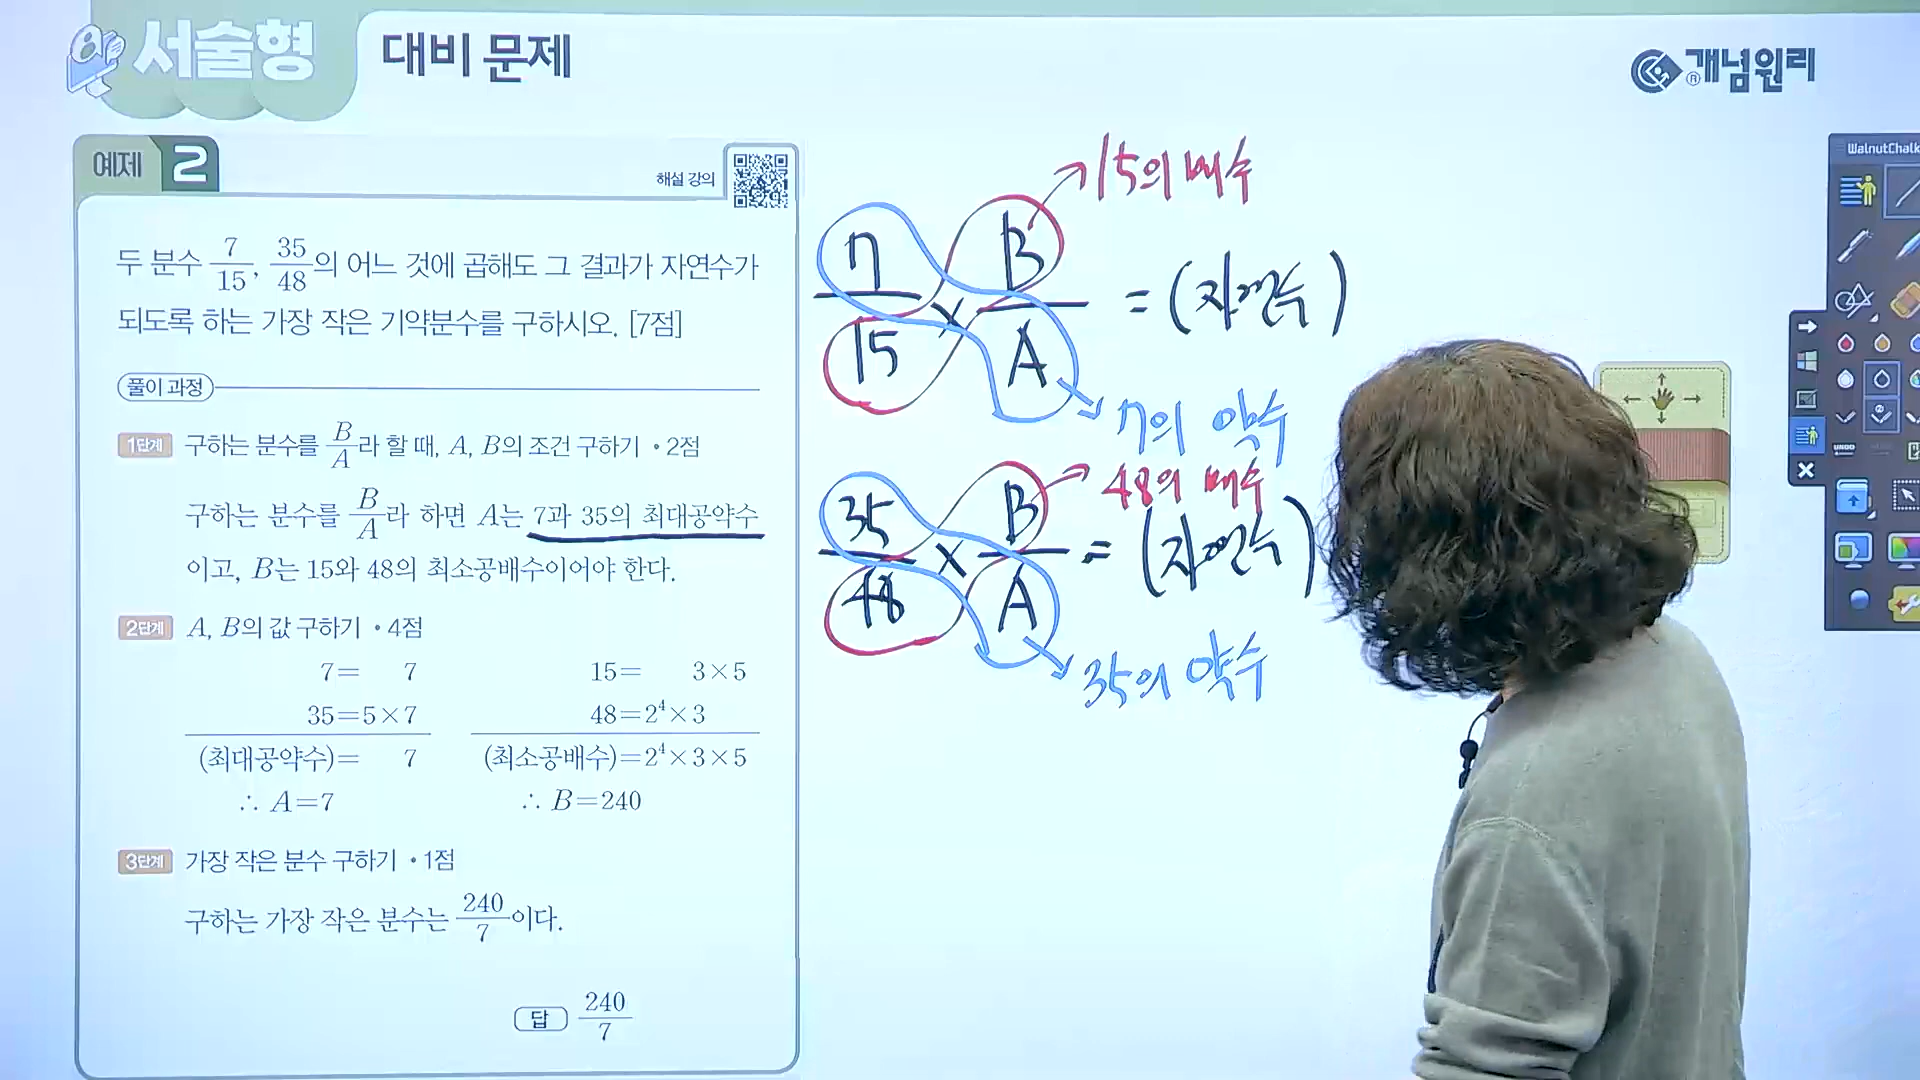 서술형 대비 문제
개념원리
예제 2
해설 강의
두 분수 7/15, 35/48의 어느 것에 곱해도 그 결과가 자연수가
되도록 하는 가장 작은 기약분수를 구하시오. [7점]
풀이 과정
1단계 구하는 분수를 B/A라 할 때, A, B의 조건 구하기 • 2점
구하는 분수를 B/A라 하면 A는 7과 35의 최대공약수
이고, B는 15와 48의 최소공배수이어야 한다.
2단계 A, B의 값 구하기 • 4점
7= 7
35=5×7
(최대공약수)= 7
∴ A=7
15= 3×5
48=2⁴×3
(최소공배수)=2⁴×3×5
∴ B=240
3단계 가장 작은 분수 구하기 • 1점
구하는 가장 작은 분수는 240/7이다.
답 240/7
15의 배수
7/15 × B/A = (자연수)
7의 약수
48의 배수
35/48 × B/A = (자연수)
35의 약수
WalnutChalk
UNDO